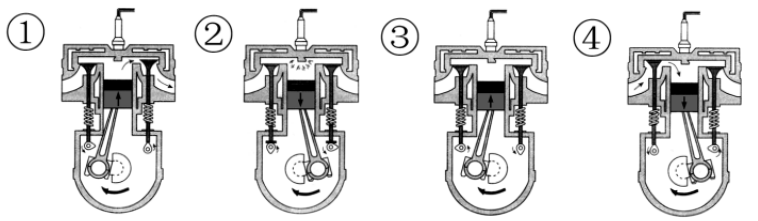 ① ② ③ ④